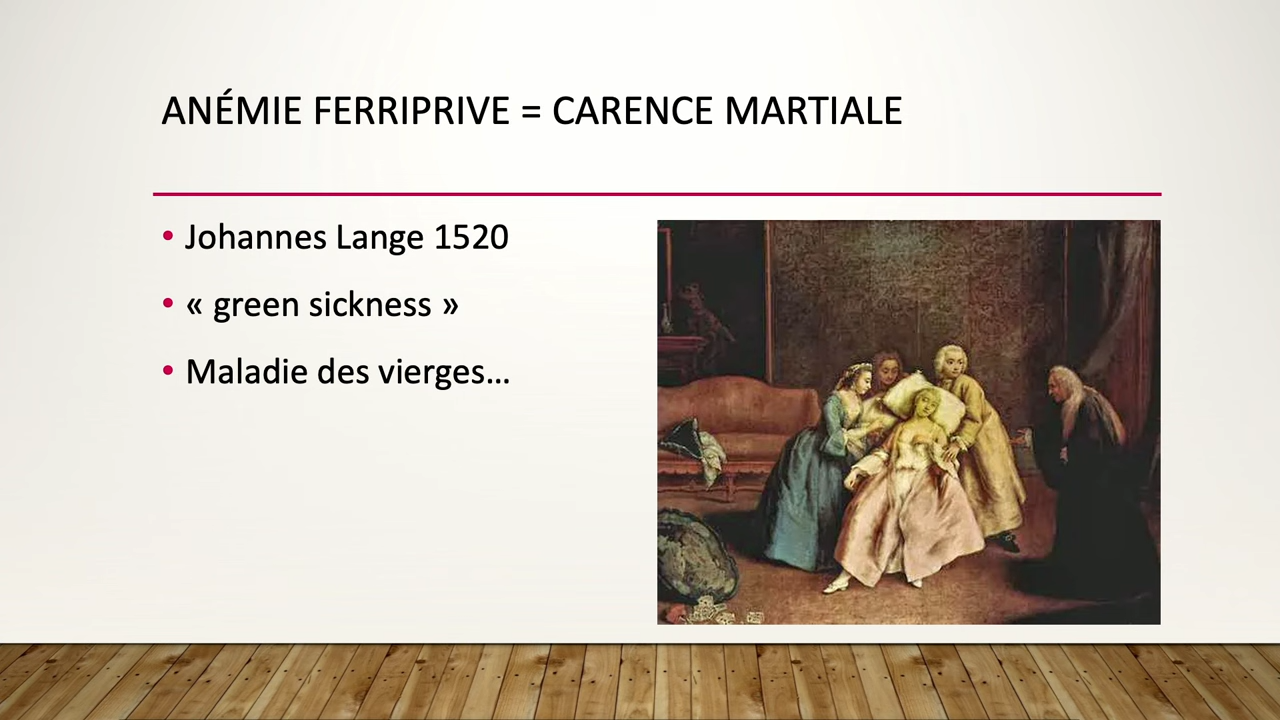 ANÉMIE FERRIPRIVE = CARENCE MARTIALE
• Johannes Lange 1520
• « green sickness »
• Maladie des vierges…